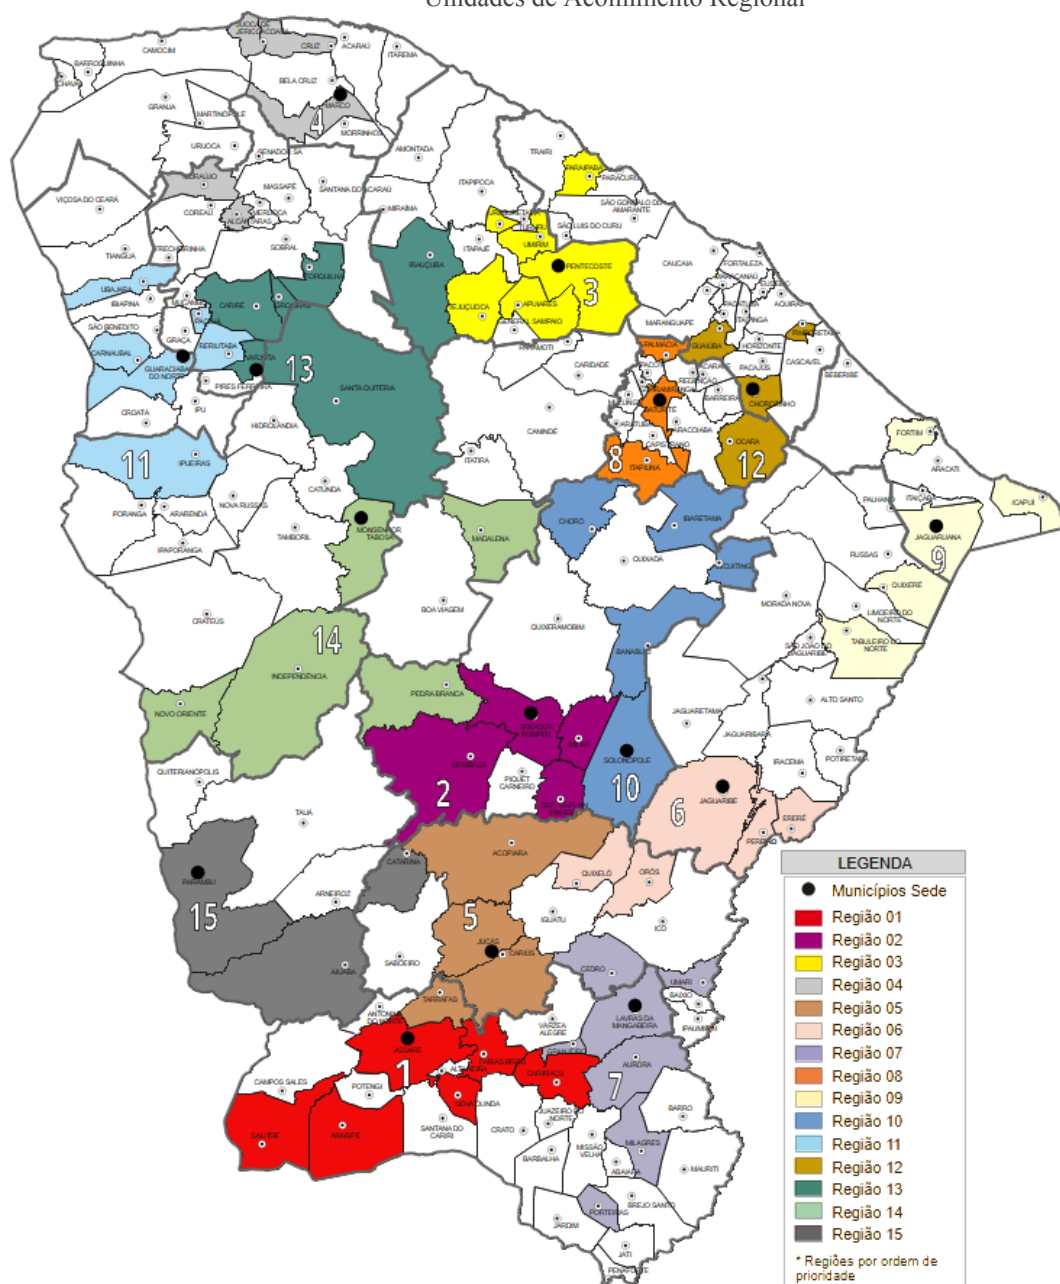 Unidades de Acolhimento Regional
CAMOCIM
ACARAÚ
CRUZ
ITAREMA
BARROQUINHA
BELA CRUZ
MARCO
GRANJA
MARTINÓPOLE
4
MORRINHOS
URUOCA
SENADOR SÁ
AMONTADA
TRAIRI
PARAIPABA
PARACURU
MASSAPÊ
SANTANA DO ACARAÚ
ITAPIPOCA
VIÇOSA DO CEARÁ
COREAÚ
MIRAÍMA
SÃO GONÇALO DO
AMARANTE
SÃO LUIS DO CURU
TIANGUÁ
FRECHEIRINHA
SOBRAL
IRAUÇUBA
ITAPAJÉ
UMIRIM
PENTECOSTE
CAUCAIA
FORTALEZA
UBAJARA
IBIAPINA
CARIRÉ
TEJUÇUOCA
APUIARÉS
3
GENERAL SAMPAIO
MARANGUAPE
HORIZONTE
SÃO BENEDITO
GRAÇA
RERIUTABA
CARNAUBAL
GUARACIABA
DO NORTE
13
PARAMOTI
PALMÁCIA
GUAIÚBA
PACAJÚS
CASCAVEL
BEBERIBE
PIRES FERREIRA
CARIDADE
REDENÇÃO
BARREIRA
CHOROZINHO
SANTA QUITÉRIA
CROATÁ
IPU
HIDROLÂNDIA
CANINDÉ
BATURITÉ
ARATUBA
ARACOIABA
CAPISTRANO
OCARA
FORTIM
ARACATI
11
IPUEIRAS
ITATIRA
8
ITAPIÚNA
12
CATUNDA
PORANGA
ARARENDÁ
NOVA RUSSAS
TAMBORIL
MONSENHOR
TABOSA
MADALENA
CHORÓ
IBARETAMA
PALHANO
ITAIÇABA
ICAPUÍ
JAGUARUANA
9
IPAPORANGA
QUIXADÁ
RUSSAS
QUIXERÉ
CRATEÚS
BOA VIAGEM
QUIXERAMOBIM
MORADA NOVA
LIMOEIRO DO
NORTE
TABULEIRO DO
NORTE
14
SÃO JOÃO DO
JAGUARIBE
INDEPENDÊNCIA
PEDRA BRANCA
ALTO SANTO
NOVO ORIENTE
SENADOR
POMPEU
MILHÃ
JAGUARETAMA
JAGUARIBARA
QUITERIANÓPOLIS
MOMBAÇA
PIQUET
CARNEIRO
SOLONÓPOLE
IRACEMA
POTIRETAMA
2
10
6
JAGUARIBE
TAUÁ
PEREIRO
ERERÉ
ACOPIARA
PARAMBU
CATARINA
QUIXELÔ
ORÓS
15
ARNEIROZ
5
IGUATU
ICÓ
JUCÁS
CARIÚS
AIUABA
SABOEIRO
CEDRO
UMARI
BAIXIO
TARRAFAS
LAVRAS DA
MANGABEIRA
IPAUMIRIM
VÁRZEA
ALEGRE
ASSARÉ
1
FARIAS BRITO
GRANJEIRO
AURORA
CAMPOS SALES
POTENGI
CARIRIAÇU
7
NOVA OLINDA
BARRO
SALITRE
ARARIPE
SANTANA DO
CARIRI
CRATO
JUAZEIRO DO
NORTE
MISSÃO
VELHA
MILAGRES
BARBALHA
ABAIARA
MAURITI
BREJO SANTO
PORTEIRAS
JARDIM
JATI
PENAFORTE
LEGENDA
Municípios Sede
Região 01
Região 02
Região 03
Região 04
Região 05
Região 06
Região 07
Região 08
Região 09
Região 10
Região 11
Região 12
Região 13
Região 14
Região 15
* Regiões por ordem de
prioridade